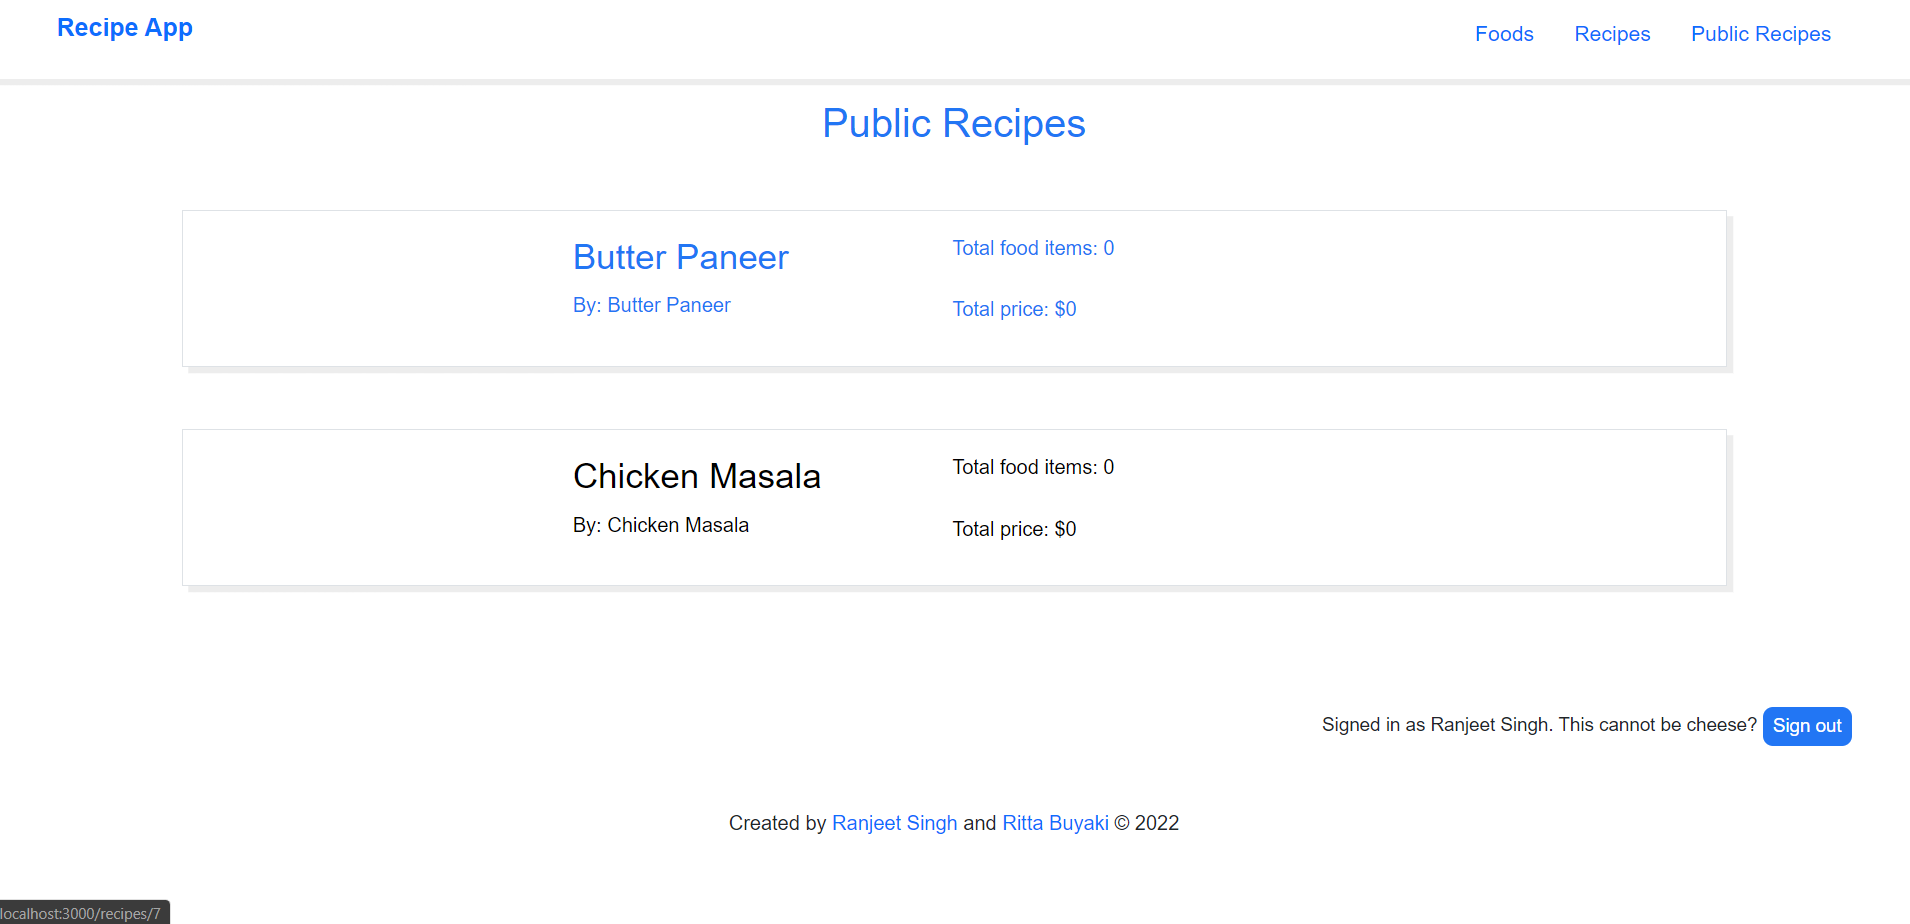 Recipe App
Foods Recipes Public Recipes
Public Recipes
Butter Paneer
By: Butter Paneer
Total food items: 0
Total price: $0
Chicken Masala
By: Chicken Masala
Total food items: 0
Total price: $0
Signed in as Ranjeet Singh. This cannot be cheese? Sign out
Created by Ranjeet Singh and Ritta Buyaki © 2022
localhost:3000/recipes/7